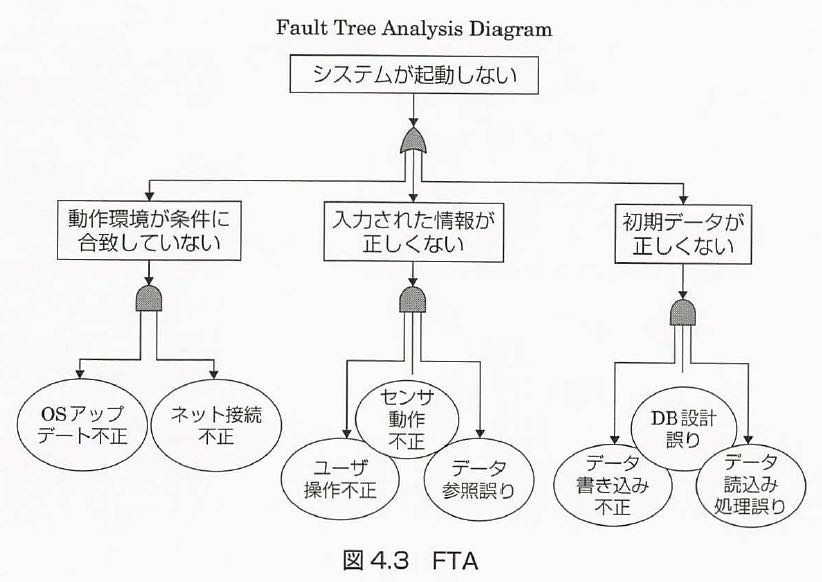 Fault Tree Analysis Diagram
システムが起動しない
動作環境が条件に
合致していない
入力された情報が
正しくない
初期データが
正しくない
OSアップ
デート不正
ネット接続
不正
センサ
動作
不正
ユーザ
操作不正
データ
参照誤り
DB設計
誤り
データ
書き込み
不正
データ
読込み
処理誤り
図4.3 FTA